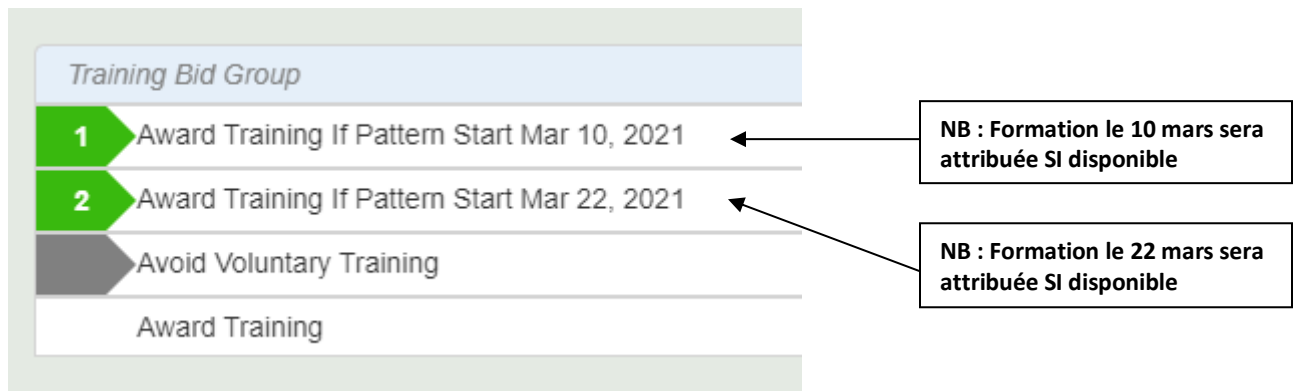 Training Bid Group
1 Award Training If Pattern Start Mar 10, 2021
NB : Formation le 10 mars sera
attribuée SI disponible
2 Award Training If Pattern Start Mar 22, 2021
Avoid Voluntary Training
NB : Formation le 22 mars sera
attribuée SI disponible
Award Training